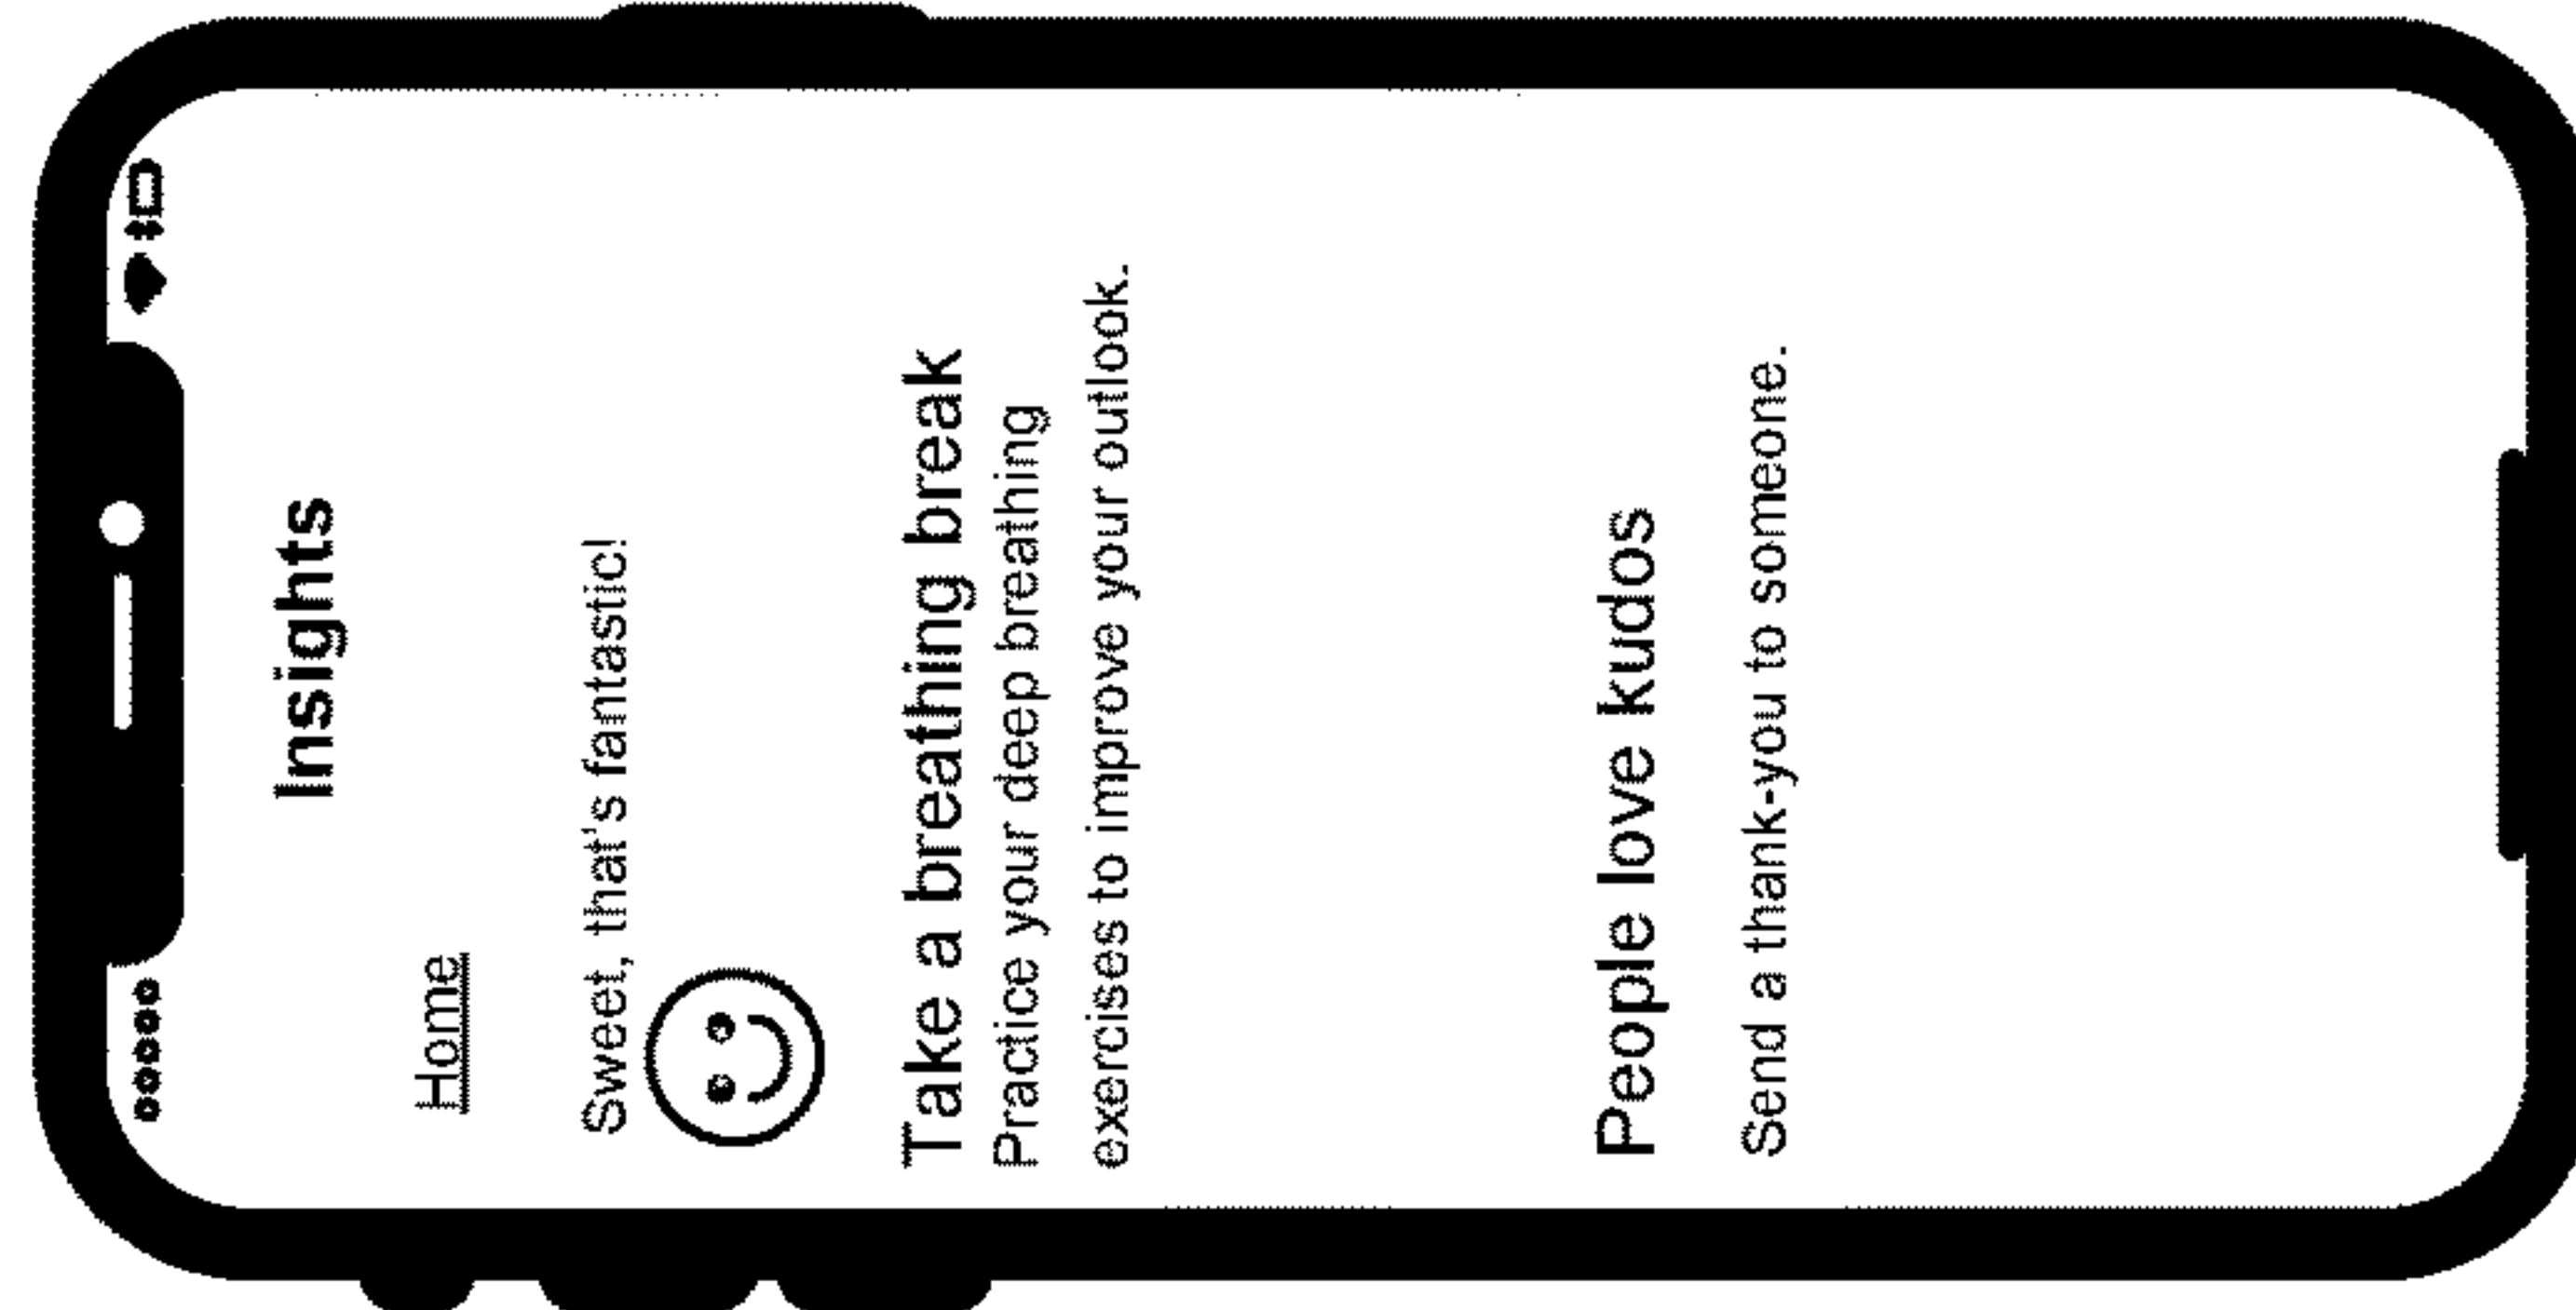 Insights
Home
Sweet, that's fantastic!
Take a breathing break
Practice your deep breathing
exercises to improve your outlook.
People love kudos
Send a thank-you to someone.